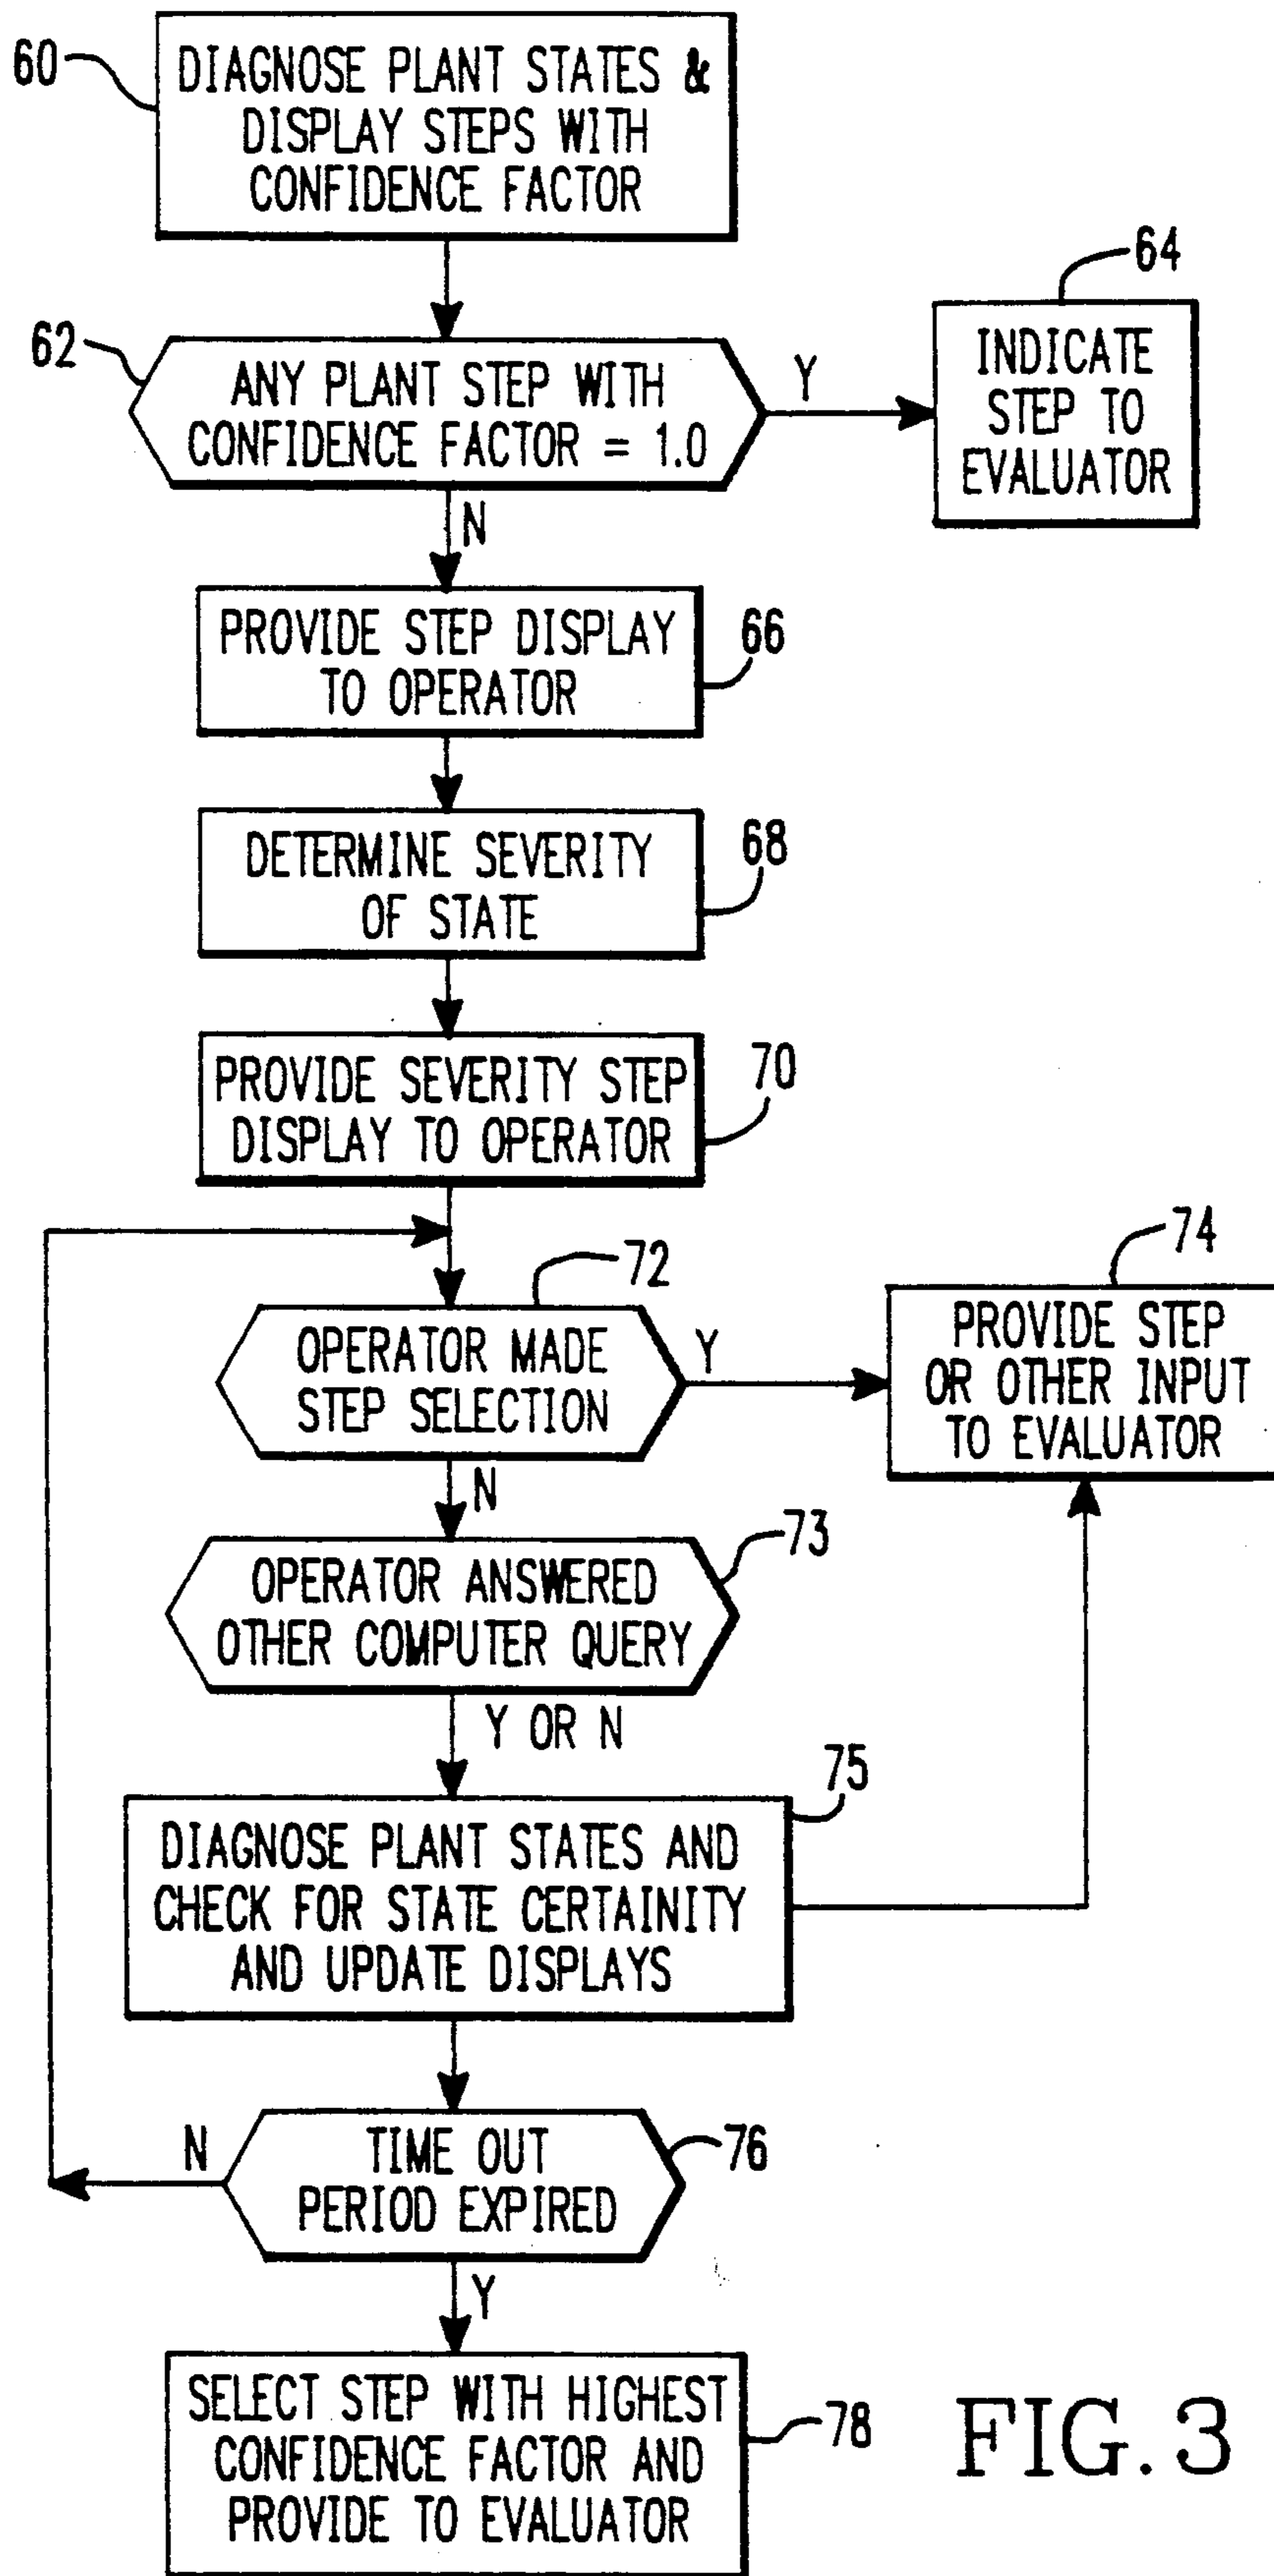 60
DIAGNOSE PLANT STATES &
DISPLAY STEPS WITH
CONFIDENCE FACTOR
62
ANY PLANT STEP WITH
CONFIDENCE FACTOR = 1.0
Y
64
INDICATE
STEP TO
EVALUATOR
N
PROVIDE STEP DISPLAY
TO OPERATOR
66
DETERMINE SEVERITY
OF STATE
68
PROVIDE SEVERITY STEP
DISPLAY TO OPERATOR
70
72
OPERATOR MADE
STEP SELECTION
Y
74
PROVIDE STEP
OR OTHER INPUT
TO EVALUATOR
N
73
OPERATOR ANSWERED
OTHER COMPUTER QUERY
Y OR N
75
DIAGNOSE PLANT STATES AND
CHECK FOR STATE CERTAINITY
AND UPDATE DISPLAYS
N
TIME OUT
PERIOD EXPIRED
76
Y
SELECT STEP WITH HIGHEST
CONFIDENCE FACTOR AND
PROVIDE TO EVALUATOR
78
FIG. 3